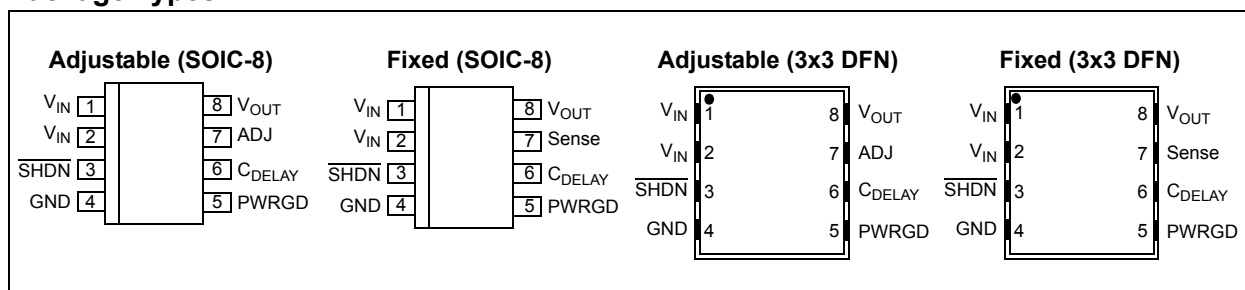 Adjustable (SOIC-8)
VIN 1
VIN 2
SHDN 3
GND 4
8 VOUT
7 ADJ
6 CDELAY
5 PWRGD
Fixed (SOIC-8)
VIN 1
VIN 2
SHDN 3
GND 4
8 VOUT
7 Sense
6 CDELAY
5 PWRGD
Adjustable (3x3 DFN)
VIN 1
VIN 2
SHDN 3
GND 4
8 VOUT
7 ADJ
6 CDELAY
5 PWRGD
Fixed (3x3 DFN)
VIN 1
VIN 2
SHDN 3
GND 4
8 VOUT
7 Sense
6 CDELAY
5 PWRGD